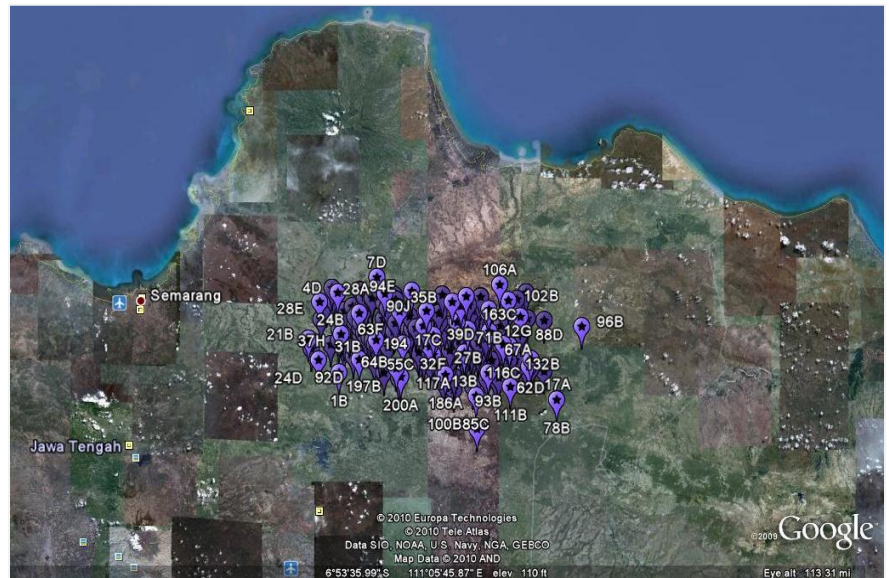 7D
106A
4D
28A
94E
102B
Semarang
90J
35B
28E
163C
24B
63F
96B
12G
88D
21B
37H
31B
194
17C
39D
71B
67A
64B
55C
32F
27B
132B
24D
92D
197B
117A
13B
116C
62D
17A
1B
200A
186A
93B
111B
78B
100B
85C
Jawa Tengah
© 2010 Europa Technologies
© 2010 Tele Atlas
Data SIO, NOAA, U.S. Navy, NGA, GEBCO
Map Data © 2010 AND
©2009 Google
6°53'35.99" S 111°05'45.87" E elev 110 ft
Eye alt 113.31 mi